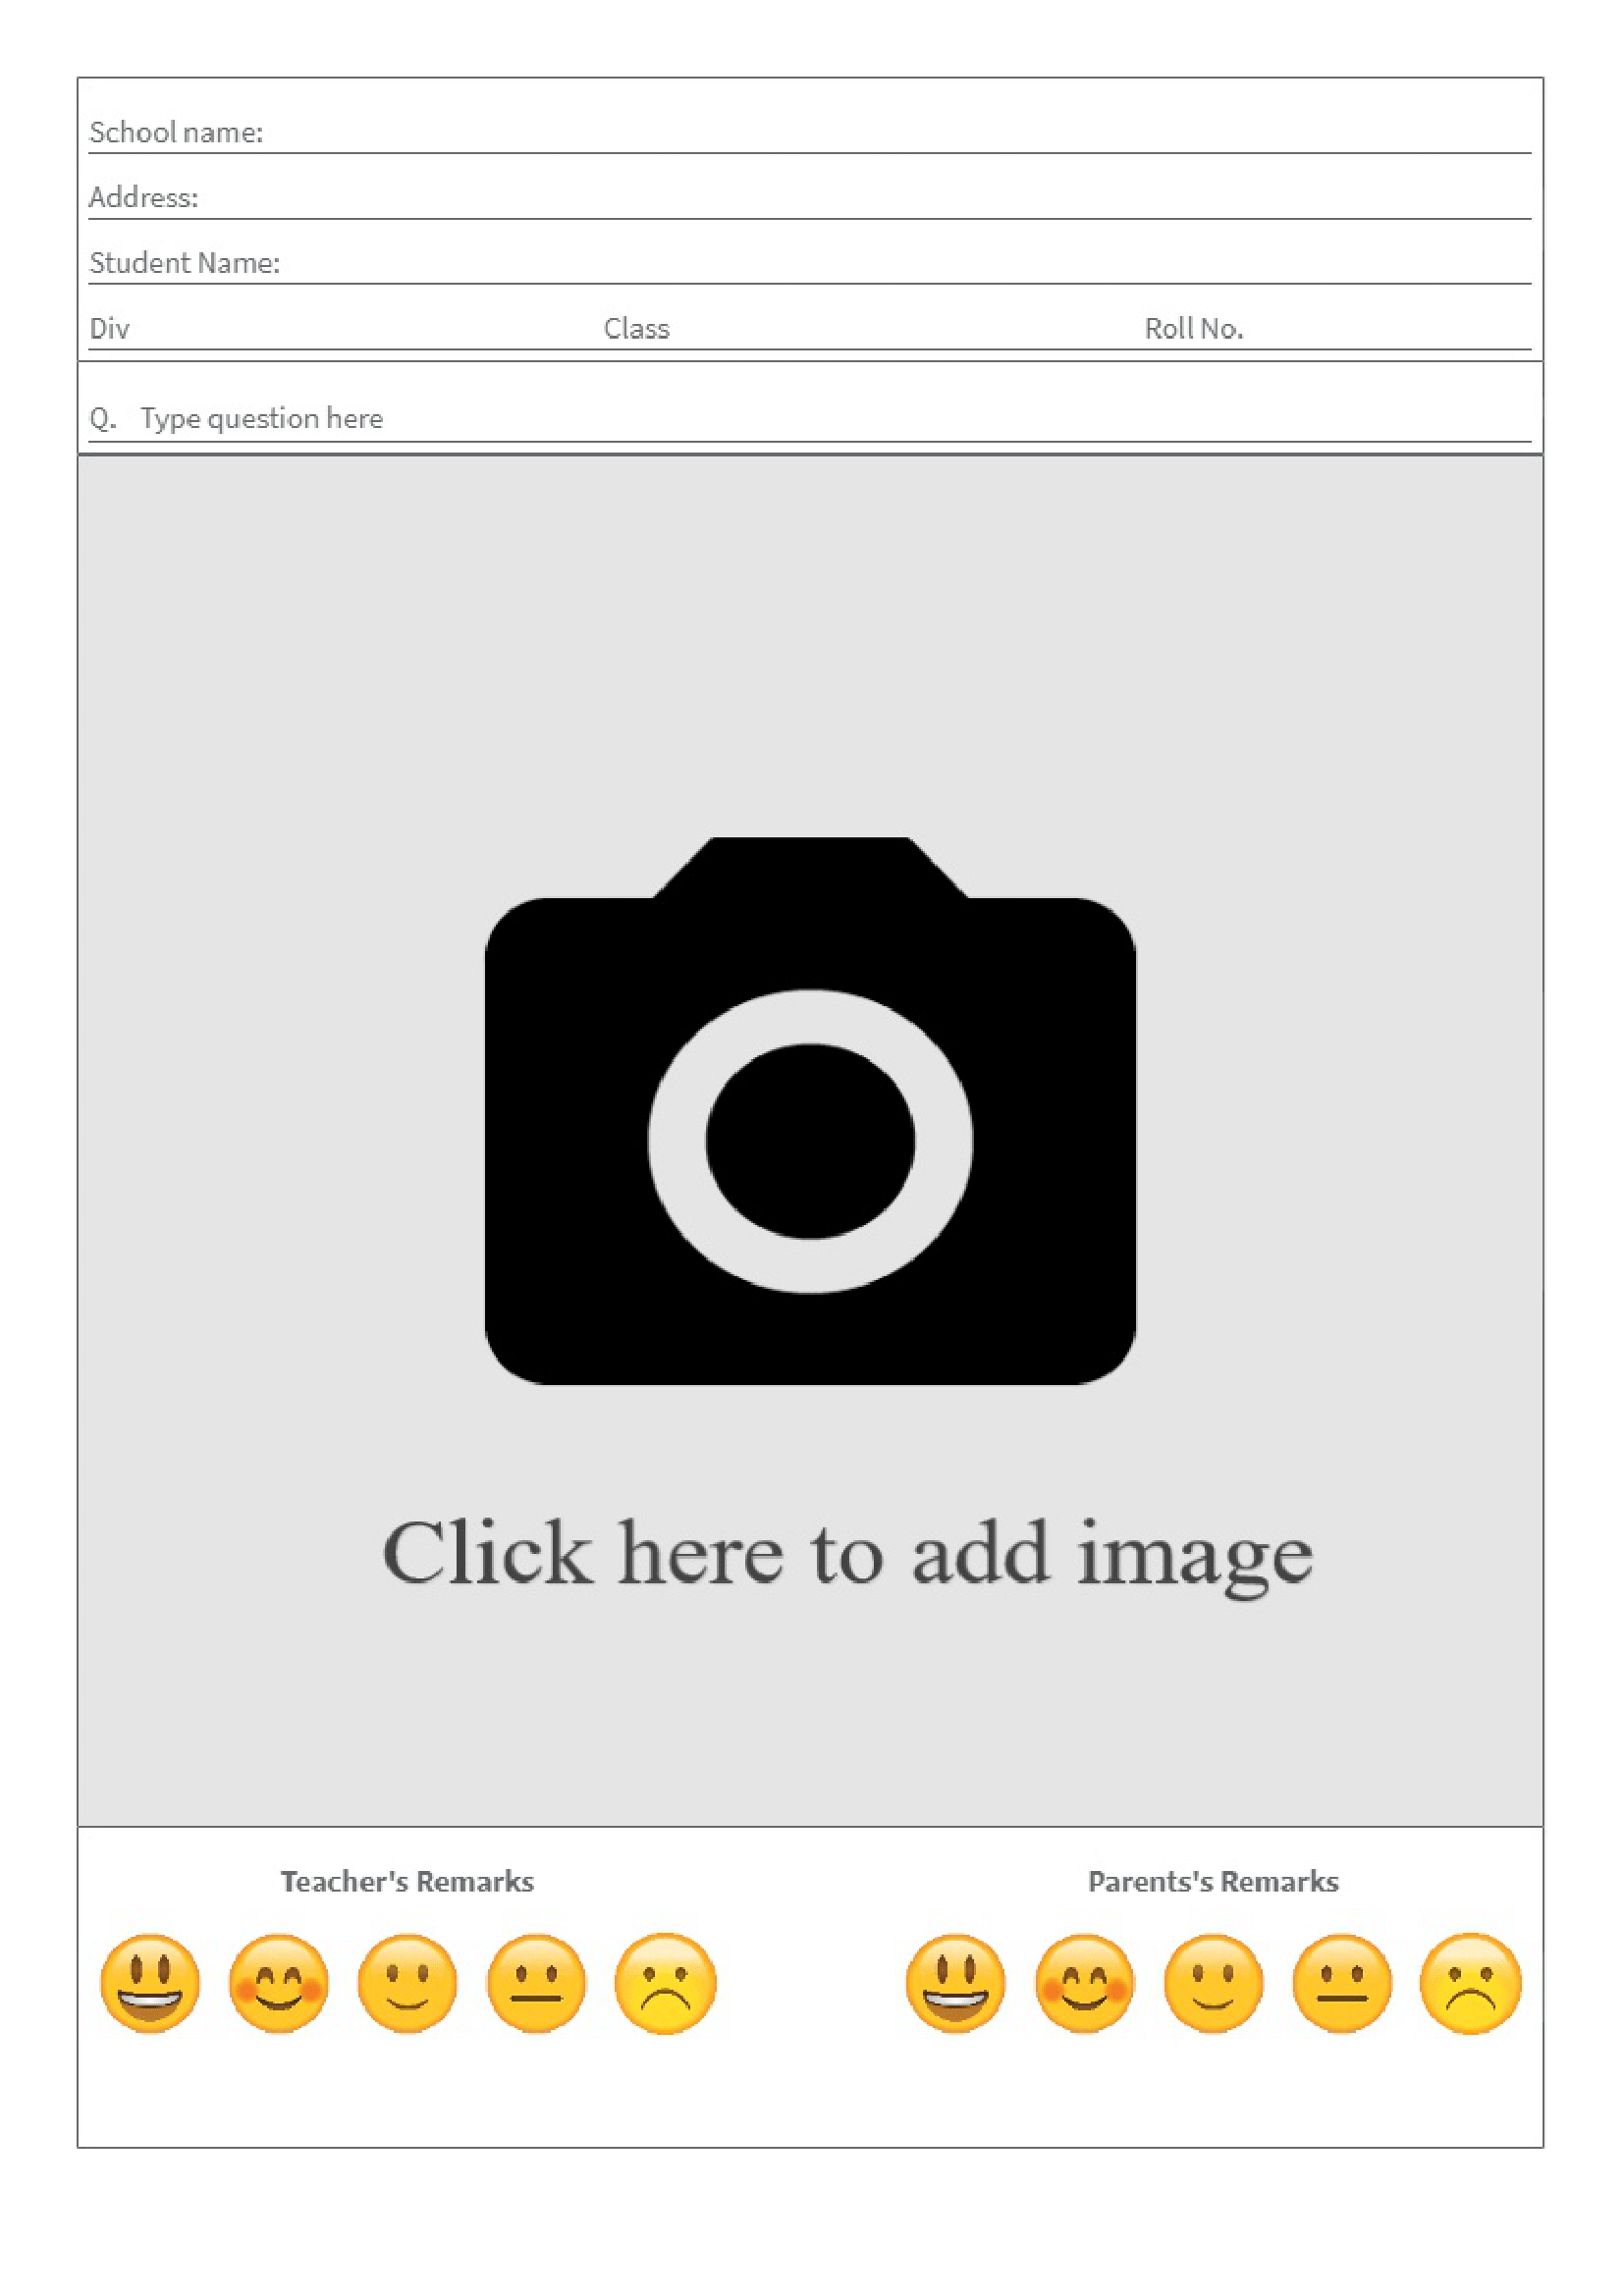 School name:
Address:
Student Name:
Div Class Roll No.
Q. Type question here
Click here to add image
Teacher's Remarks Parents's Remarks